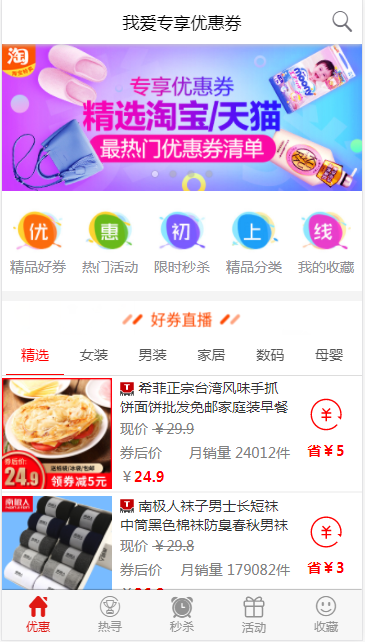 我爱专享优惠券
淘
专享优惠券
精选淘宝/天猫
最热门优惠券清单
优 惠 初 上 线
精品好券 热门活动 限时秒杀 精品分类 我的收藏
好券直播
精选 女装 男装 家居 数码 母婴
希菲正宗台湾风味手抓
饼面饼批发免邮家庭装早餐
现价 ¥29.9
券后价 月销量 24012件
¥24.9
省¥5
券后价:
24.9
送粉锅/冰袋/包邮
领券减5元
南极人
南极人袜子男士长短袜
中筒黑色棉袜防臭春秋男袜
现价 ¥29.8
券后价 月销量 179082件
省¥3
优惠 热寻 秒杀 活动 收藏